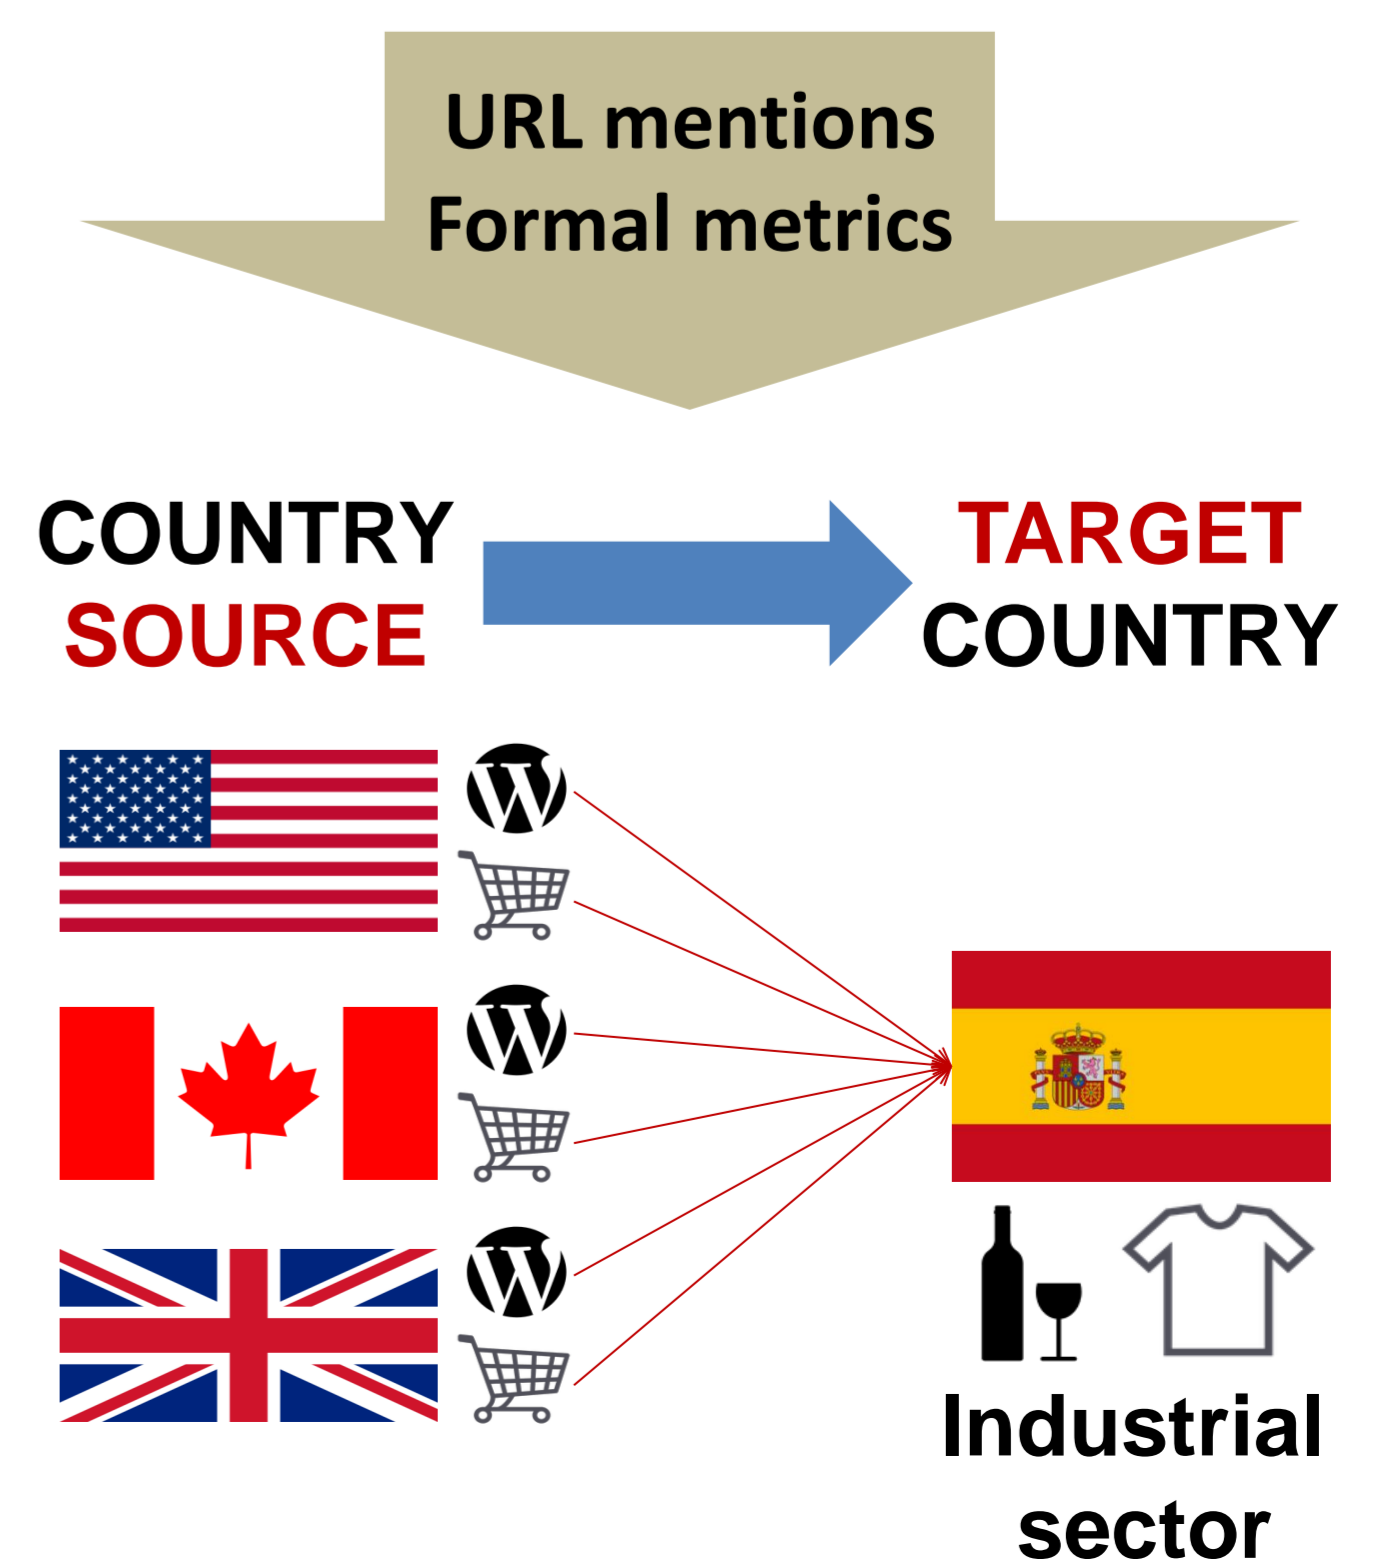 URL mentions
Formal metrics
COUNTRY
SOURCE
TARGET
COUNTRY
Industrial
sector